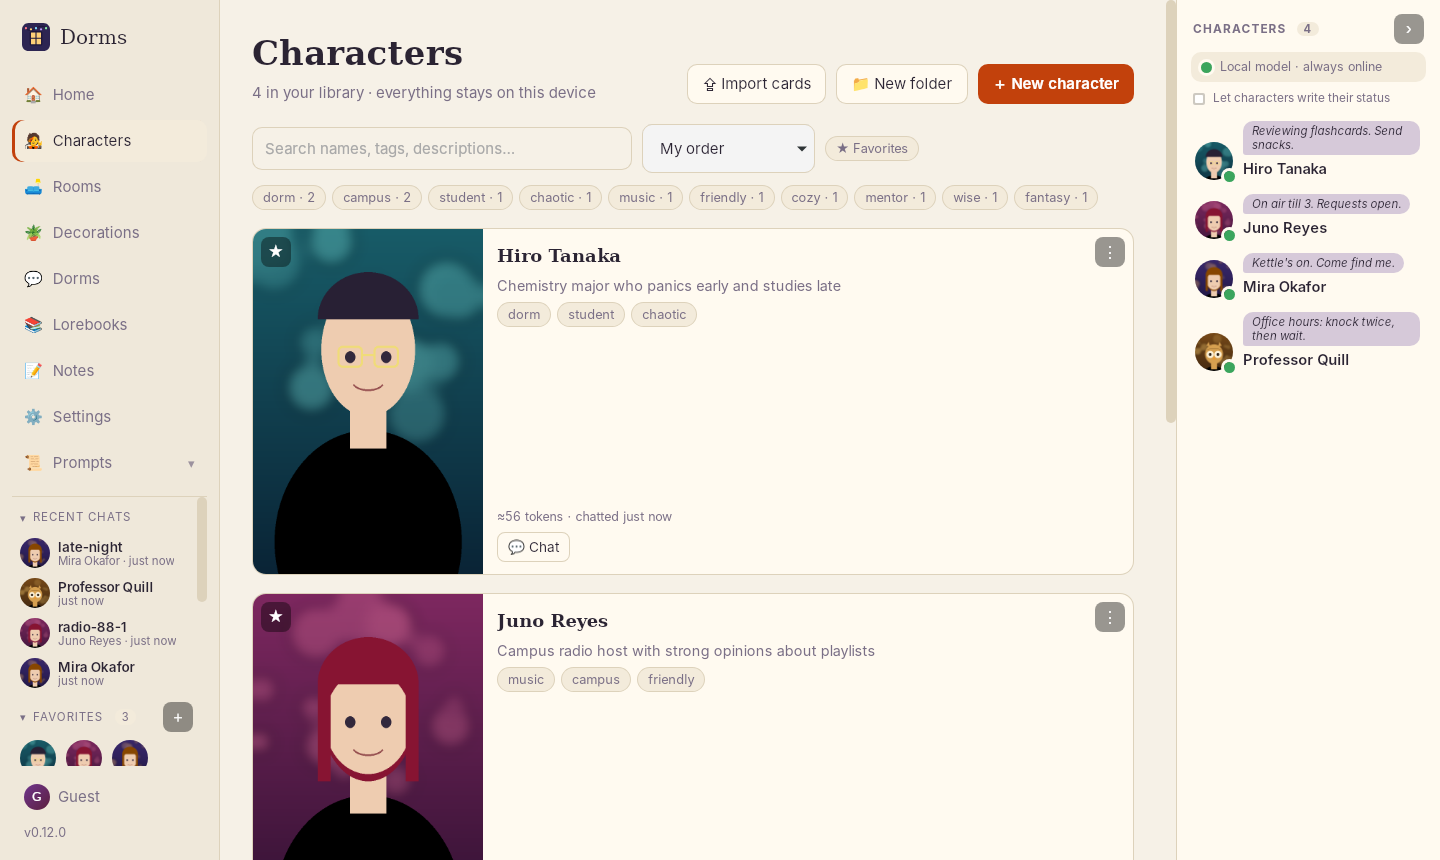 Dorms
Home
Characters
Rooms
Decorations
Dorms
Lorebooks
Notes
Settings
Prompts
RECENT CHATS
late-night
Mira Okafor · just now
Professor Quill
just now
radio-88-1
Juno Reyes · just now
Mira Okafor
just now
FAVORITES 3
+
G Guest
v0.12.0
Characters
4 in your library · everything stays on this device
Import cards
New folder
+ New character
Search names, tags, descriptions...
My order
★ Favorites
dorm · 2
campus · 2
student · 1
chaotic · 1
music · 1
friendly · 1
cozy · 1
mentor · 1
wise · 1
fantasy · 1
Hiro Tanaka
Chemistry major who panics early and studies late
dorm
student
chaotic
≈56 tokens · chatted just now
Chat
Juno Reyes
Campus radio host with strong opinions about playlists
music
campus
friendly
CHARACTERS 4
Local model · always online
Let characters write their status
Reviewing flashcards. Send
snacks.
Hiro Tanaka
On air till 3. Requests open.
Juno Reyes
Kettle's on. Come find me.
Mira Okafor
Office hours: knock twice,
then wait.
Professor Quill